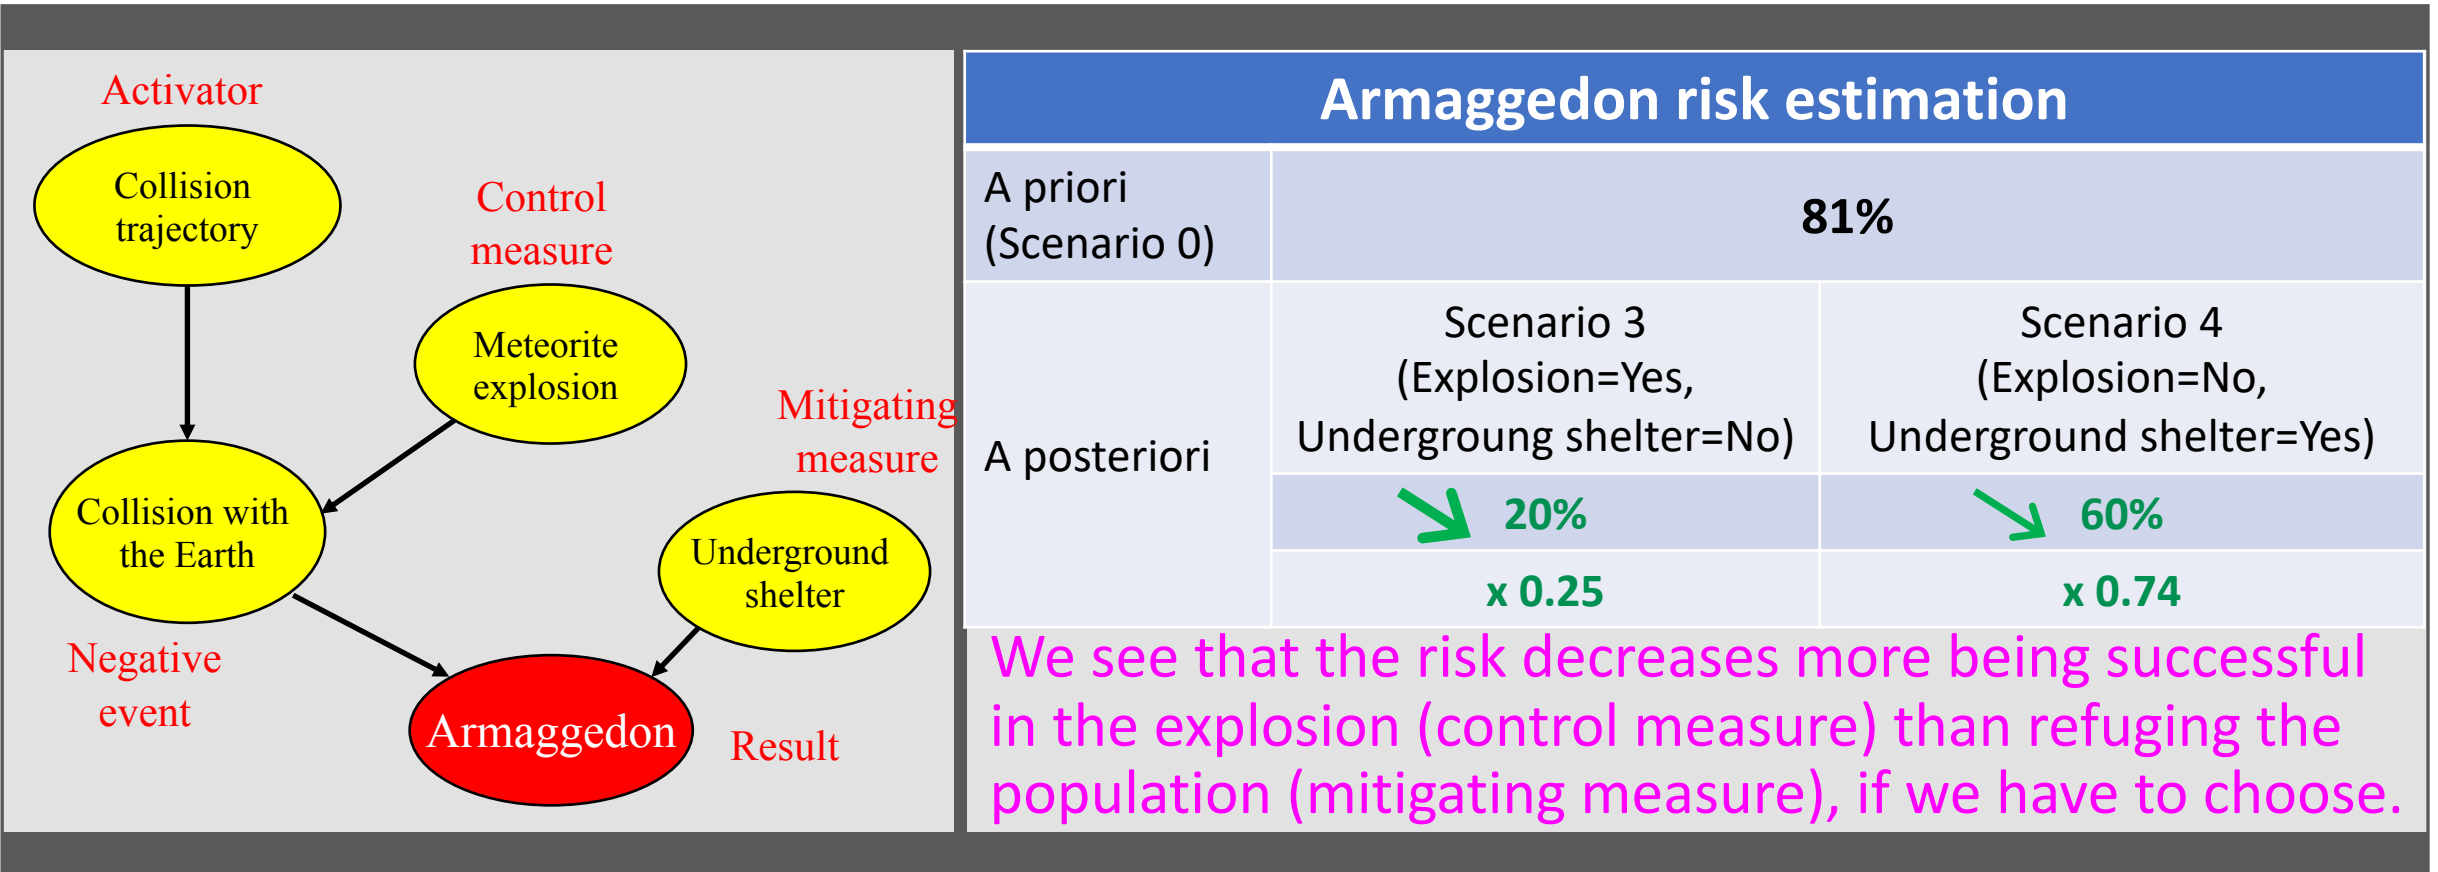 Activator
Collision
trajectory
Control
measure
Meteorite
explosion
Mitigating
measure
Collision with
the Earth
Underground
shelter
Negative
event
Armaggedon
Result
Armaggedon risk estimation
A priori
(Scenario 0)
81%
A posteriori
Scenario 3
(Explosion=Yes,
Undergroung shelter=No)
Scenario 4
(Explosion=No,
Underground shelter=Yes)
20%
60%
x 0.25
x 0.74
We see that the risk decreases more being successful
in the explosion (control measure) than refuging the
population (mitigating measure), if we have to choose.